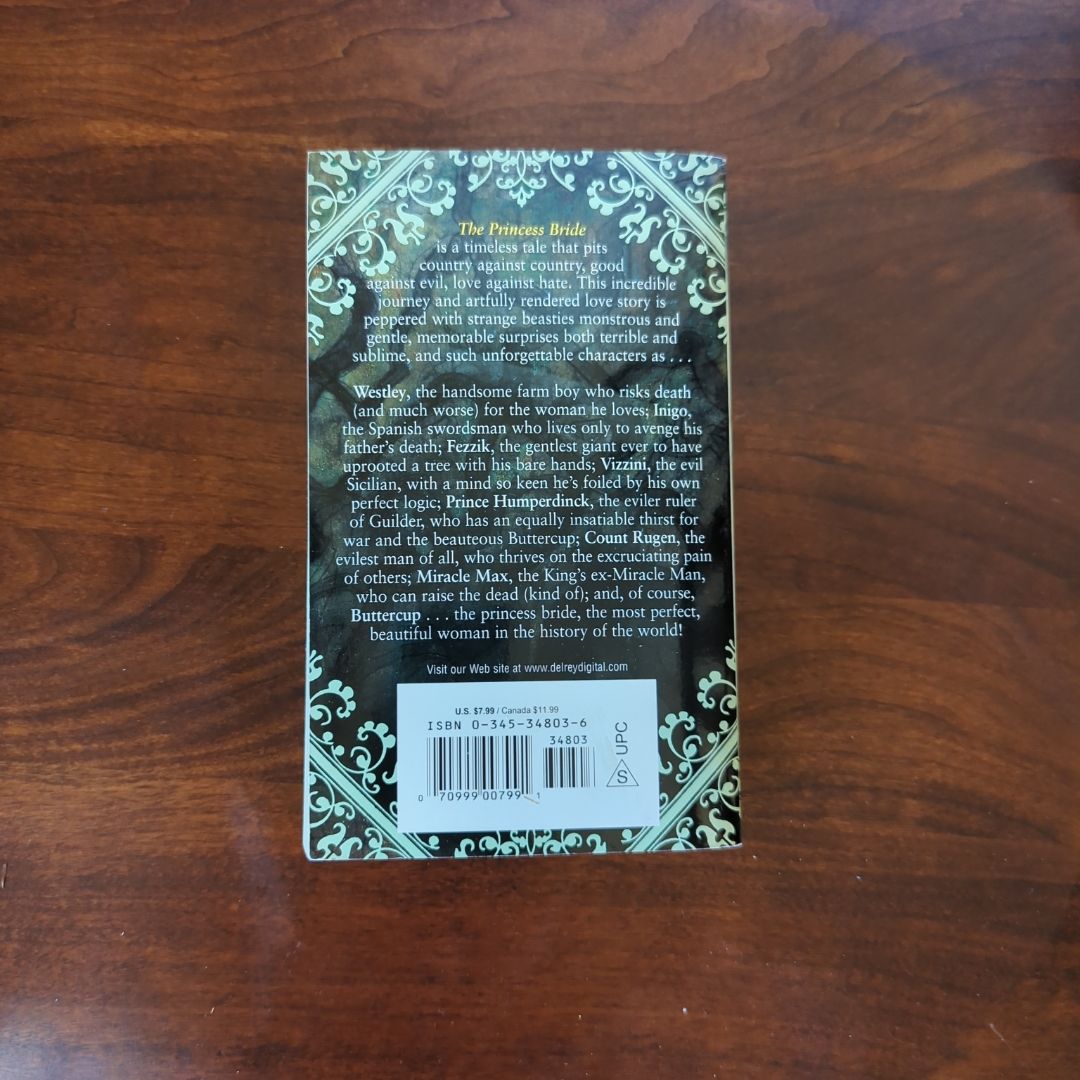 The Princess Bride
is a timeless tale that pits
country against country, good
against evil, love against hate. This incredible
journey and artfully rendered love story is
peppered with strange beasties monstrous and
gentle, memorable surprises both terrible and
sublime, and such unforgettable characters as . . .
Westley, the handsome farm boy who risks death
(and much worse) for the woman he loves; Inigo,
the Spanish swordsman who lives only to avenge his
father's death; Fezzik, the gentlest giant ever to have
uprooted a tree with his bare hands; Vizzini, the evil
Sicilian, with a mind so keen he's foiled by his own
perfect logic; Prince Humperdinck, the eviler ruler
of Guilder, who has an equally insatiable thirst for
war and the beauteous Buttercup; Count Rugen, the
evilest man of all, who thrives on the excruciating pain
of others; Miracle Max, the King's ex-Miracle Man,
who can raise the dead (kind of); and, of course,
Buttercup . . . the princess bride, the most perfect,
beautiful woman in the history of the world!
Visit our Web site at www.delreydigital.com
U.S. $7.99 / Canada $11.99
ISBN 0-345-34803-6
34803
0 70999 00799 1
S UPC